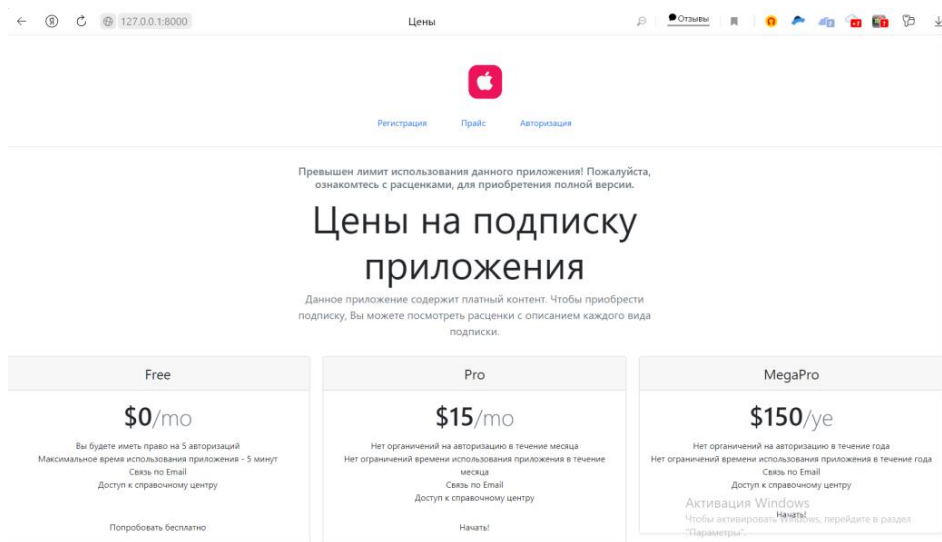 127.0.0.1:8000
Цены
Отзывы
Регистрация Прайс Авторизация
Превышен лимит использования данного приложения! Пожалуйста,
ознакомтесь с расценками, для приобретения полной версии.
Цены на подписку
приложения
Данное приложение содержит платный контент. Чтобы приобрести
подписку, Вы можете посмотреть расценки с описанием каждого вида
подписки.
Free
$0/mo
Вы будете иметь право на 5 авторизаций
Максимальное время использования приложения - 5 минут
Связь по Email
Доступ к справочному центру
Попробовать бесплатно
Pro
$15/mo
Нет органичений на авторизацию в течение месяца
Нет ограничений времени использования приложения в течение
месяца
Связь по Email
Доступ к справочному центру
Начать!
MegaPro
$150/ye
Нет органичений на авторизацию в течение года
Нет ограничений времени использования приложения в течение года
Связь по Email
Доступ к справочному центру
Начать!
Активация Windows
Чтобы активировать Windows, перейдите в раздел
"Параметры".